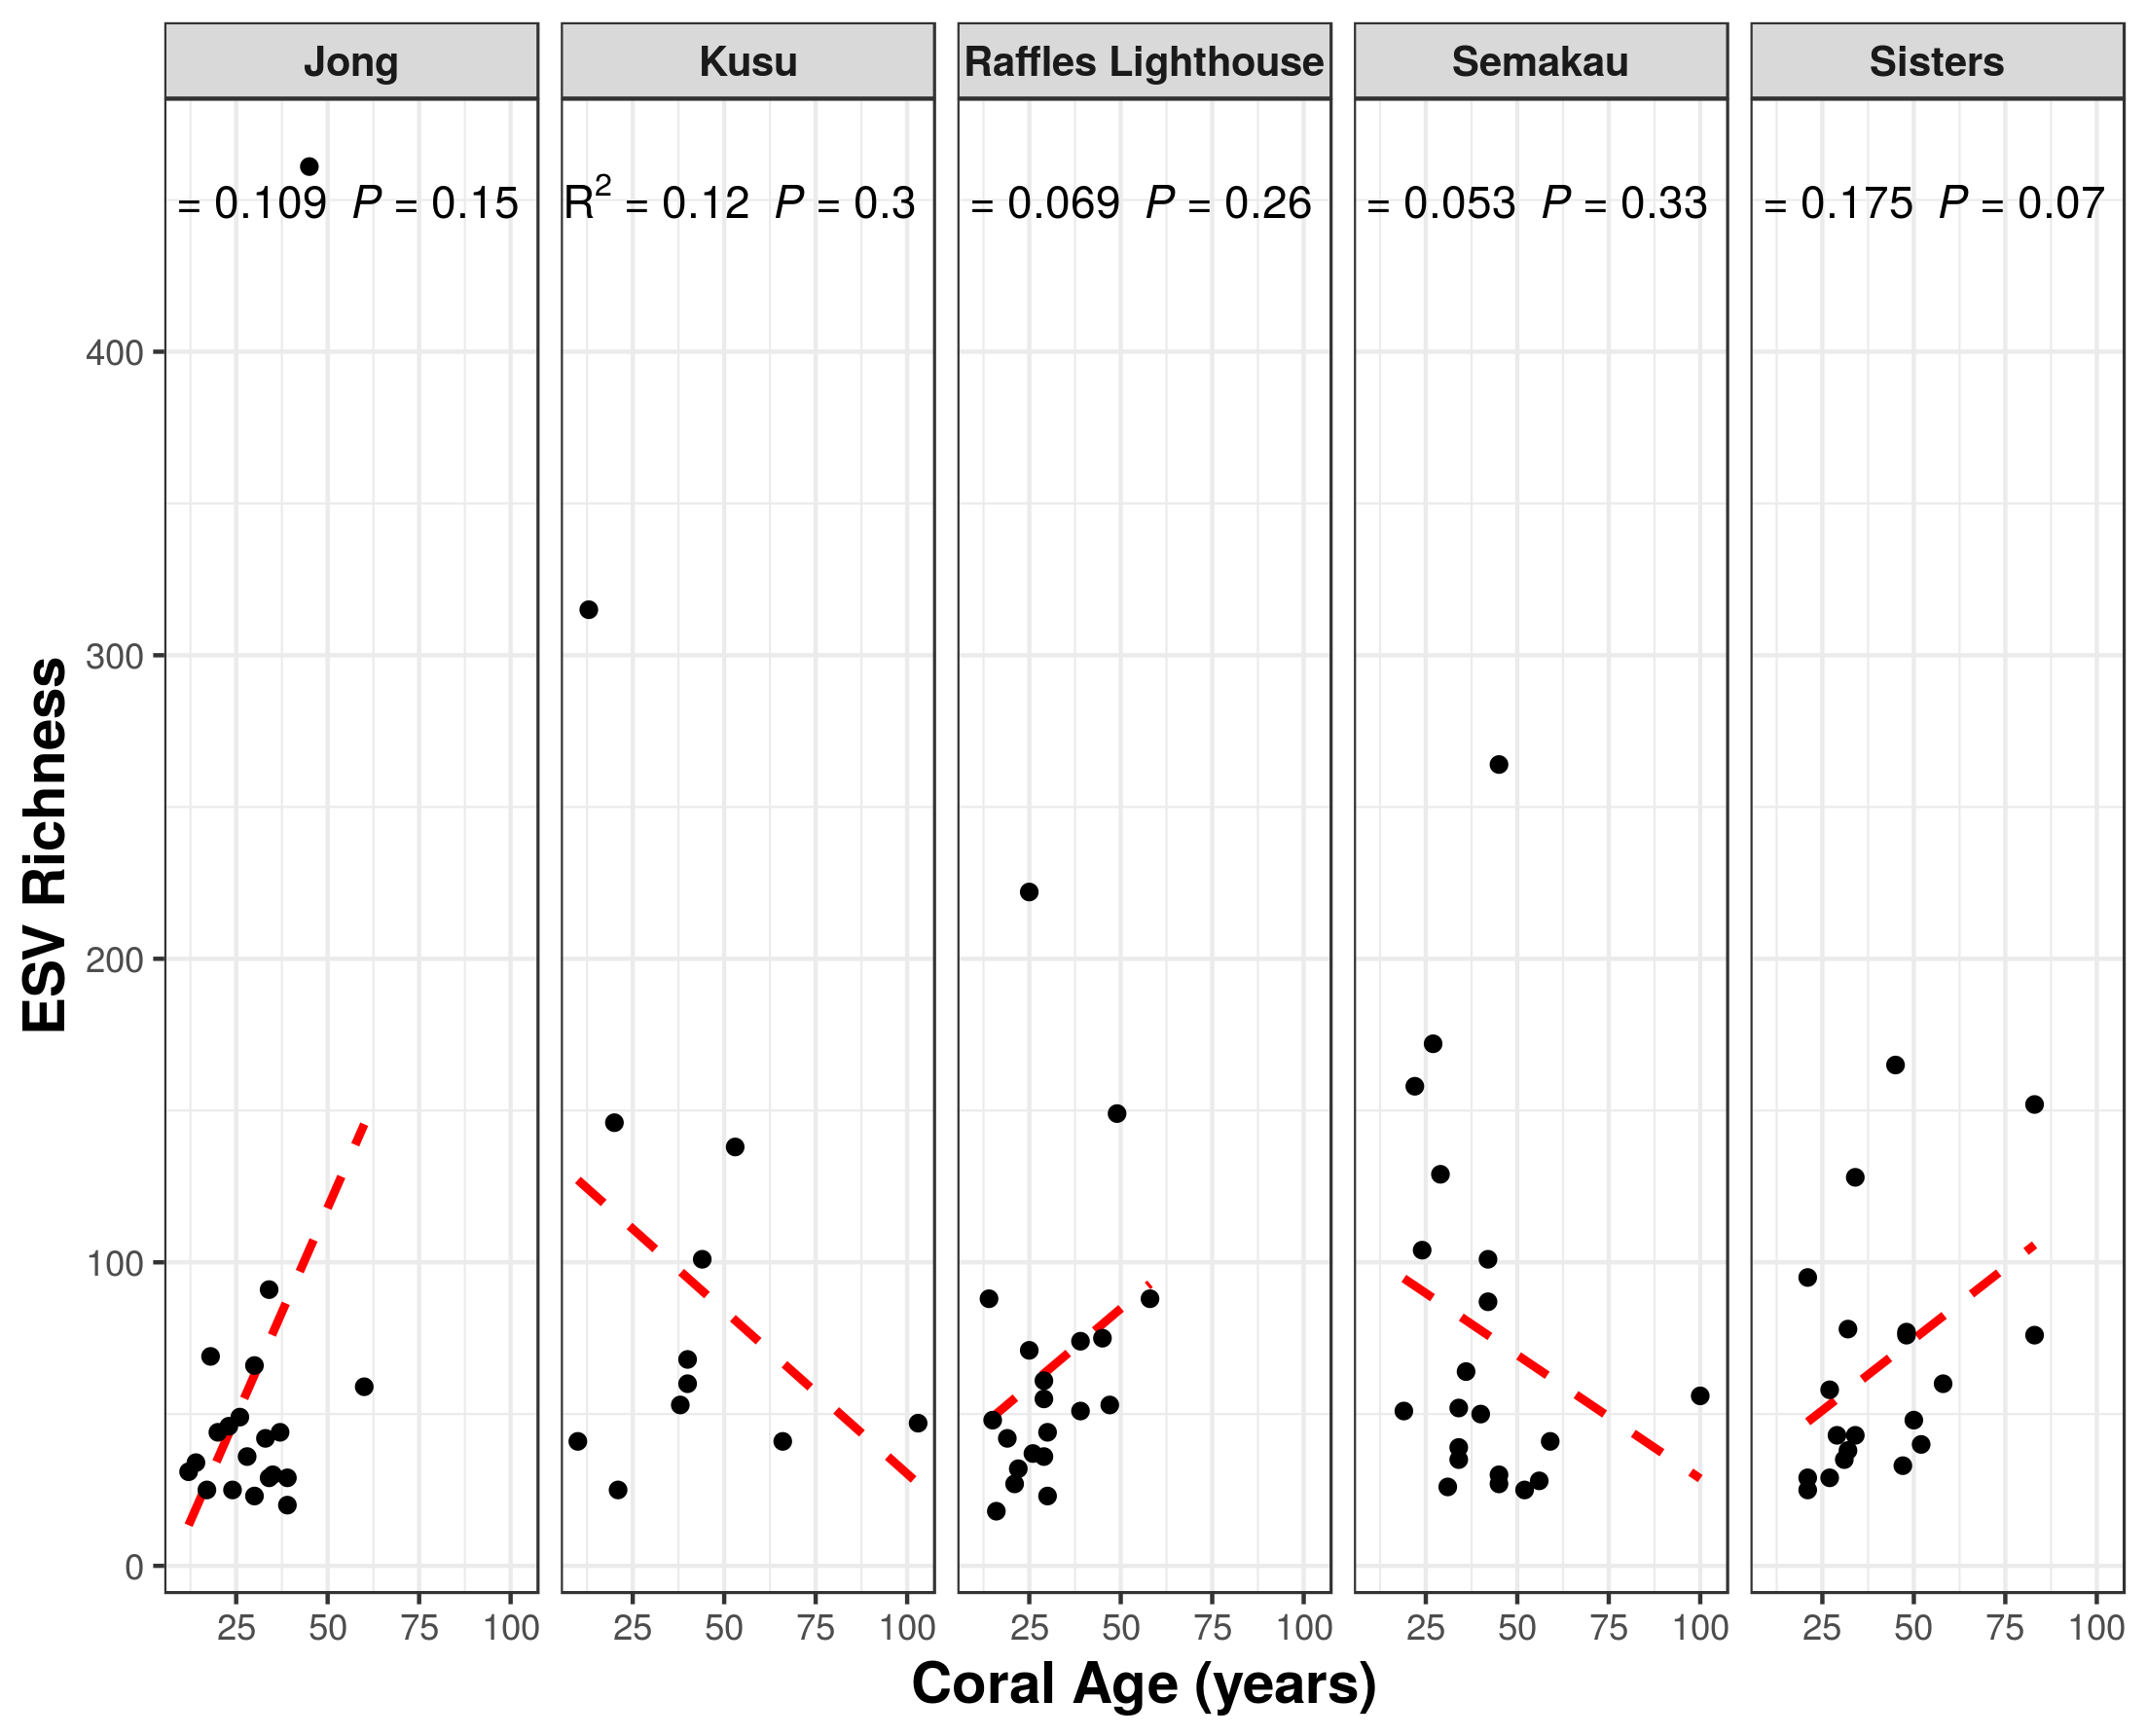 Jong Kusu Raffles Lighthouse Semakau Sisters
= 0.109 P = 0.15 R² = 0.12 P = 0.3 = 0.069 P = 0.26 = 0.053 P = 0.33 = 0.175 P = 0.07
400
300
200
100
0
ESV Richness
25 50 75 100 25 50 75 100 25 50 75 100 25 50 75 100 25 50 75 100
Coral Age (years)